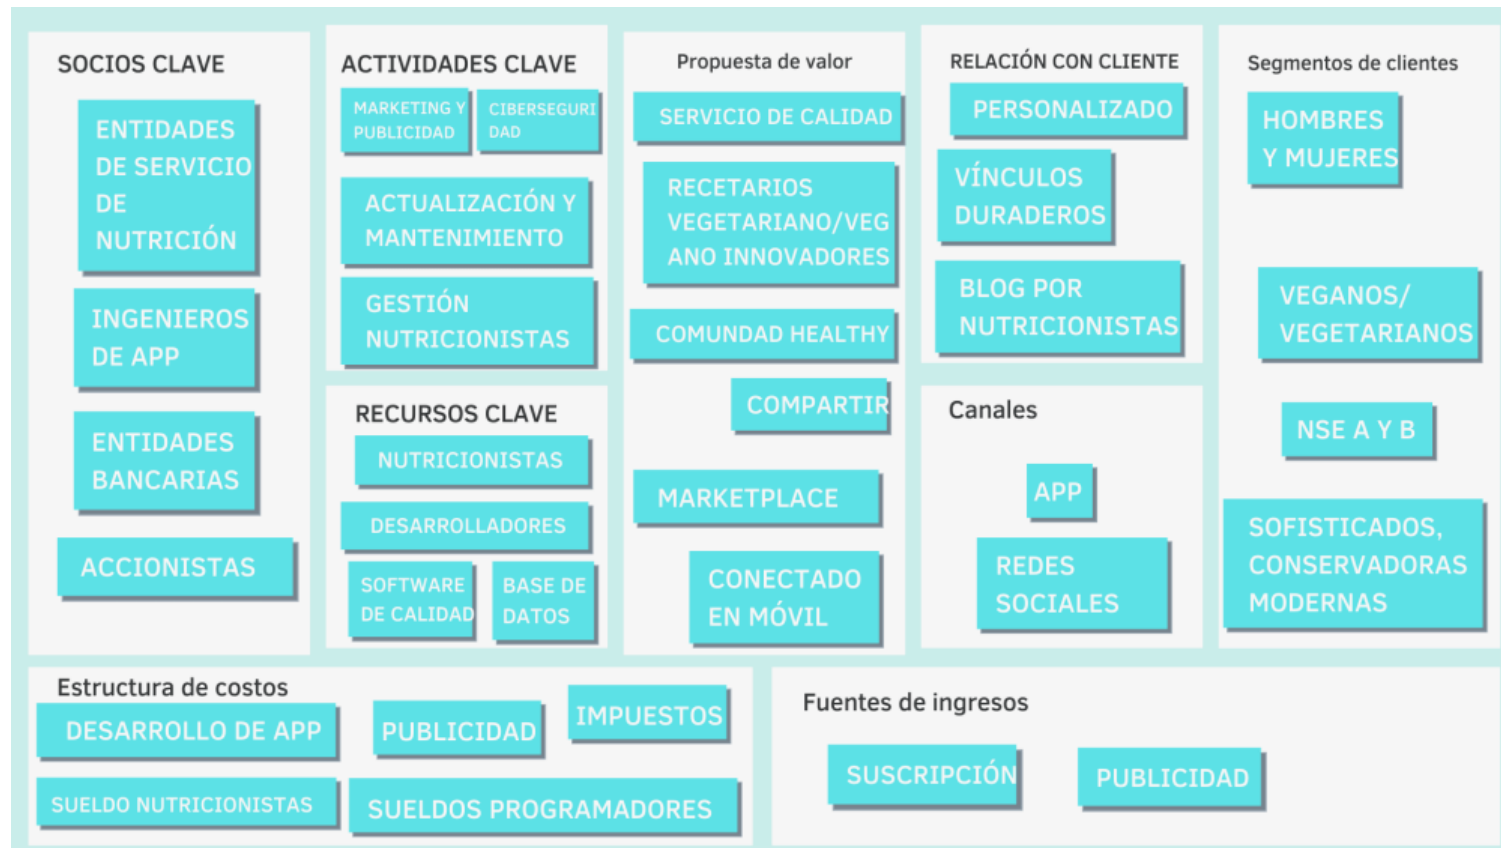 SOCIOS CLAVE
ENTIDADES
DE SERVICIO
DE
NUTRICIÓN
INGENIEROS
DE APP
ENTIDADES
BANCARIAS
ACCIONISTAS
ACTIVIDADES CLAVE
MARKETING Y
PUBLICIDAD
CIBERSEGURI
DAD
ACTUALIZACIÓN Y
MANTENIMIENTO
GESTIÓN
NUTRICIONISTAS
RECURSOS CLAVE
NUTRICIONISTAS
DESARROLLADORES
SOFTWARE
DE CALIDAD
BASE DE
DATOS
Propuesta de valor
SERVICIO DE CALIDAD
RECETARIOS
VEGETARIANO/VEG
ANO INNOVADORES
COMUNDAD HEALTHY
COMPARTIR
MARKETPLACE
CONECTADO
EN MÓVIL
RELACIÓN CON CLIENTE
PERSONALIZADO
VÍNCULOS
DURADEROS
BLOG POR
NUTRICIONISTAS
Canales
APP
REDES
SOCIALES
Segmentos de clientes
HOMBRES
Y MUJERES
VEGANOS/
VEGETARIANOS
NSE A Y B
SOFISTICADOS,
CONSERVADORAS
MODERNAS
Estructura de costos
DESARROLLO DE APP
PUBLICIDAD
IMPUESTOS
SUELDO NUTRICIONISTAS
SUELDOS PROGRAMADORES
Fuentes de ingresos
SUSCRIPCIÓN
PUBLICIDAD